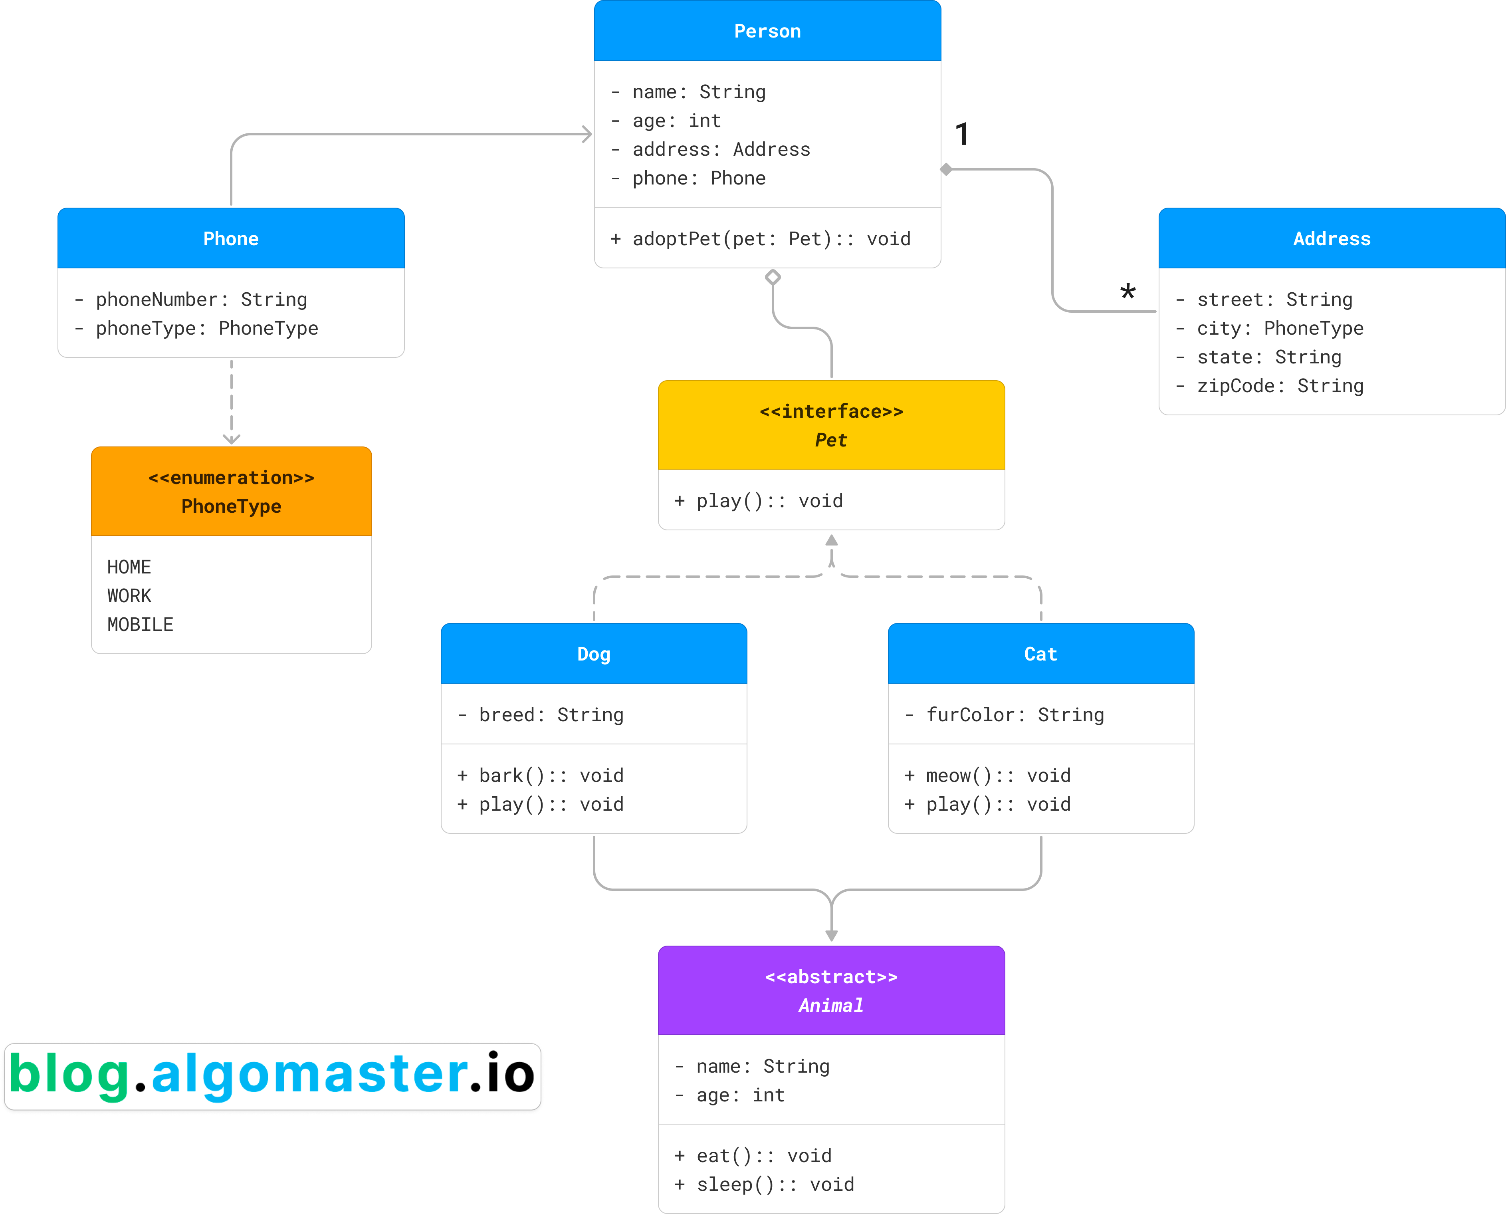 Person
- name: String
- age: int
- address: Address
- phone: Phone
+ adoptPet(pet: Pet):: void
1
*
Phone
- phoneNumber: String
- phoneType: PhoneType
Address
- street: String
- city: PhoneType
- state: String
- zipCode: String
<<interface>>
Pet
+ play():: void
<<enumeration>>
PhoneType
HOME
WORK
MOBILE
Dog
- breed: String
+ bark():: void
+ play():: void
Cat
- furColor: String
+ meow():: void
+ play():: void
<<abstract>>
Animal
- name: String
- age: int
+ eat():: void
+ sleep():: void
blog.algomaster.io